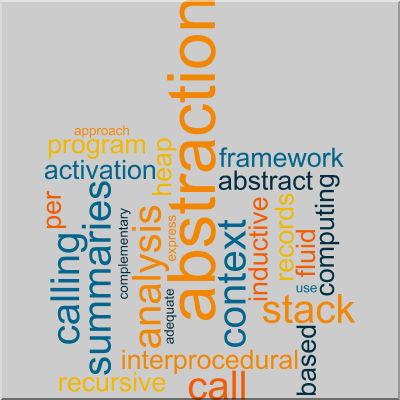 abstraction
approach
program
heap
activation
framework
abstract
per
summaries
calling
complementary
analysis
express
adequate
context
inductive
records
fluid
computing
use
stack
based
interprocedural
recursive
call